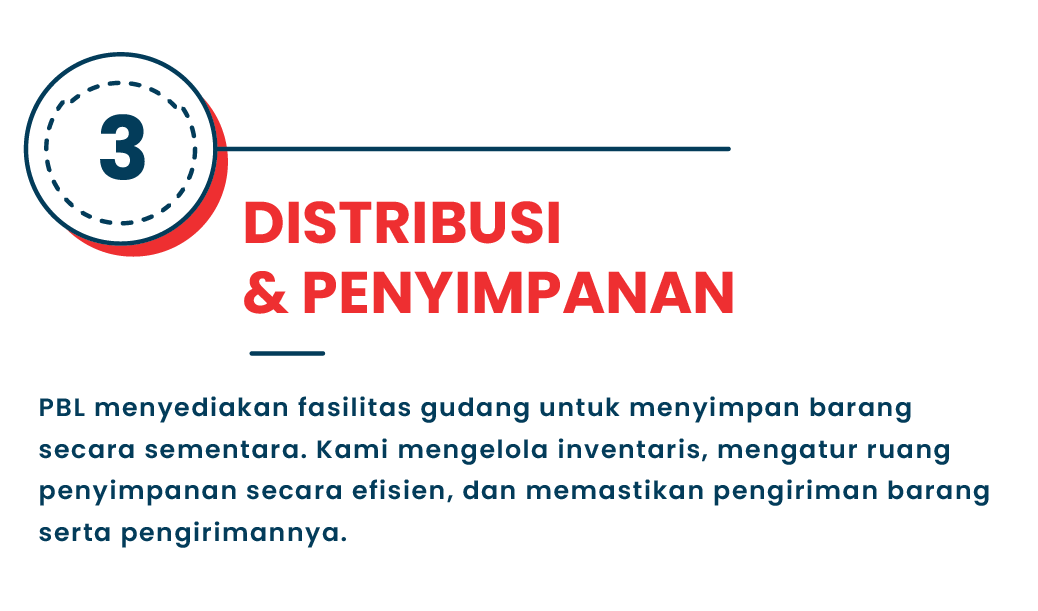 3
DISTRIBUSI
& PENYIMPANAN
PBL menyediakan fasilitas gudang untuk menyimpan barang
secara sementara. Kami mengelola inventaris, mengatur ruang
penyimpanan secara efisien, dan memastikan pengiriman barang
serta pengirimannya.